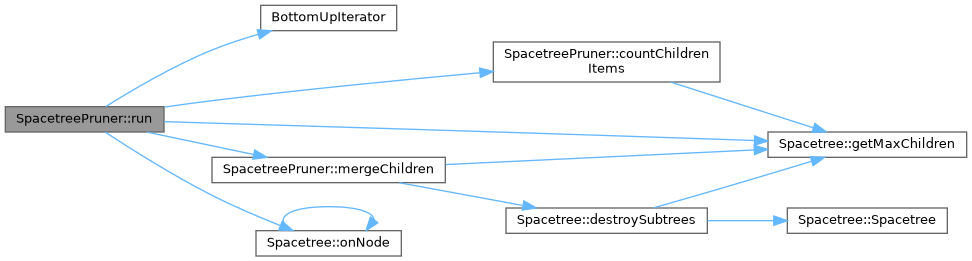 BottomUpIterator
SpacetreePruner::countChildren
Items
SpacetreePruner::run
Spacetree::getMaxChildren
SpacetreePruner::mergeChildren
Spacetree::destroySubtrees
Spacetree::Spacetree
Spacetree::onNode